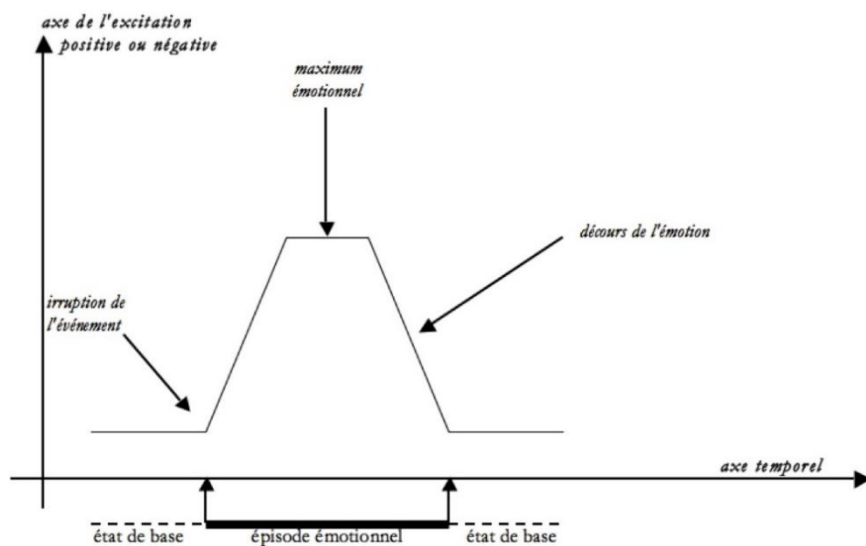 axe de l'excitation
positive ou négative
maximum
émotionnel
décours de l'émotion
irruption de
l'événement
axe temporel
état de base
épisode émotionnel
état de base